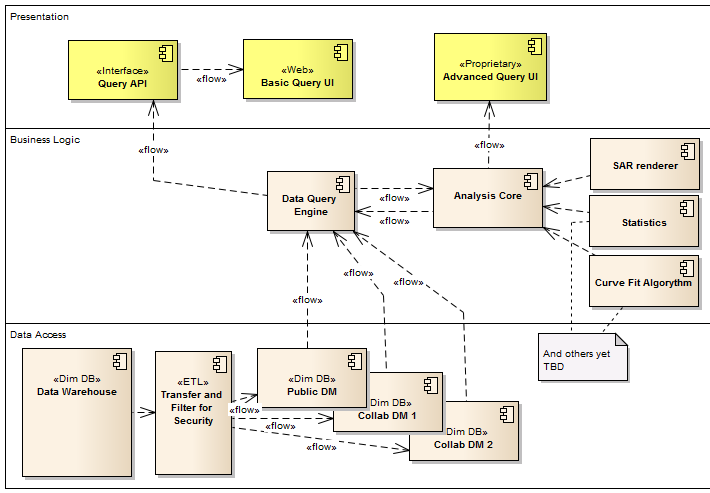 Presentation
«Interface»
Query API
«flow»
«Web»
Basic Query UI
«Proprietary»
Advanced Query UI
Business Logic
«flow»
«flow»
Data Query
Engine
«flow»
«flow»
Analysis Core
SAR renderer
Statistics
Curve Fit Algorythm
«flow»
«flow»
«flow»
And others yet
TBD
Data Access
«Dim DB»
Data Warehouse
«ETL»
Transfer and
Filter for
Security
«flow»
«flow»
«flow»
«Dim DB»
Public DM
Dim DB»
Collab DM 1
«Dim DB»
Collab DM 2